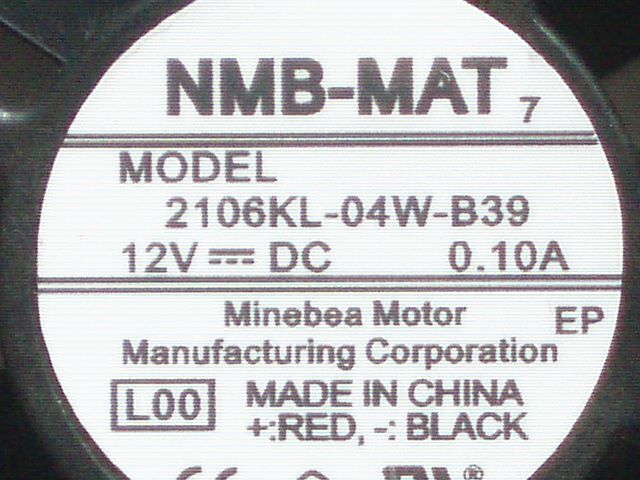 NMB-MAT 7
MODEL
2106KL-04W-B39
12V ⎓ DC 0.10A
Minebea Motor EP
Manufacturing Corporation
L00 MADE IN CHINA
+:RED, -: BLACK